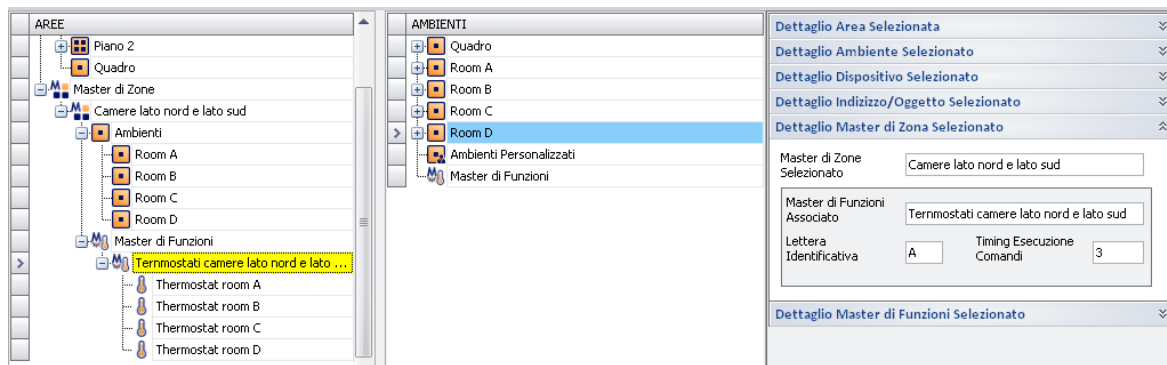 AREE
Piano 2
Quadro
Master di Zone
Camere lato nord e lato sud
Ambienti
Room A
Room B
Room C
Room D
Master di Funzioni
Ternmostati camere lato nord e lato ...
Thermostat room A
Thermostat room B
Thermostat room C
Thermostat room D
AMBIENTI
Quadro
Room A
Room B
Room C
Room D
Ambienti Personalizzati
Master di Funzioni
Dettaglio Area Selezionata
Dettaglio Ambiente Selezionato
Dettaglio Dispositivo Selezionato
Dettaglio Indizizzo/Oggetto Selezionato
Dettaglio Master di Zona Selezionato
Master di Zone
Selezionato
Camere lato nord e lato sud
Master di Funzioni
Associato
Ternmostati camere lato nord e lato sud
Lettera
Identificativa
A
Timing Esecuzione
Comandi
3
Dettaglio Master di Funzioni Selezionato